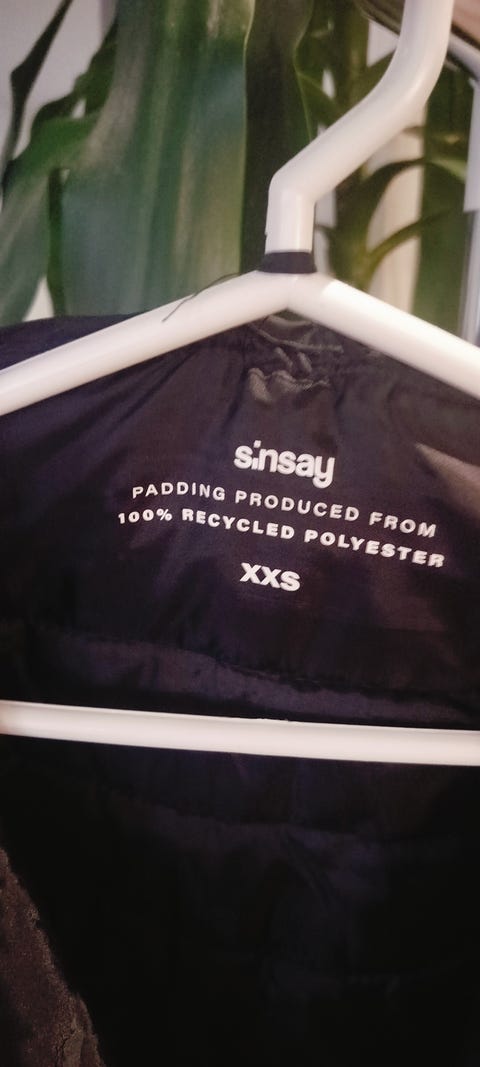 sinsay
PADDING PRODUCED FROM
100% RECYCLED POLYESTER
XXS